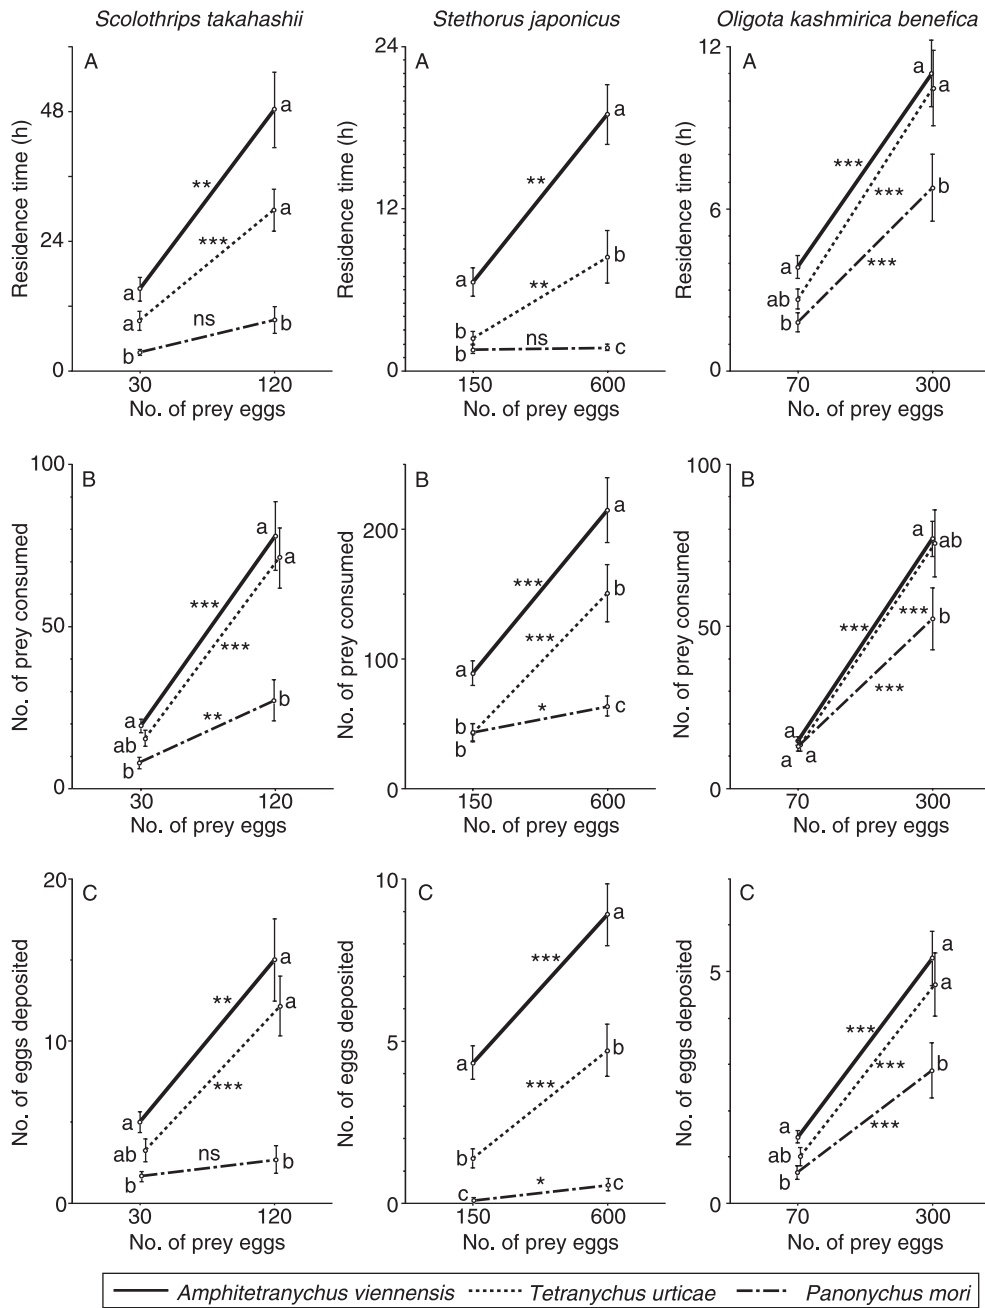 Scolothrips takahashii
Stethorus japonicus
Oligota kashmirica benefica
A
Residence time (h)
48
24
0
a
**
a
***
a
a
ns
b
b
30
120
No. of prey eggs
A
Residence time (h)
24
12
0
a
**
a
b
**
b
ns
b
c
150
600
No. of prey eggs
A
Residence time (h)
12
6
0
a
a
***
***
b
a
***
ab
b
70
300
No. of prey eggs
B
No. of prey consumed
100
50
0
a
a
***
***
a
ab
**
b
b
30
120
No. of prey eggs
B
No. of prey consumed
200
100
0
a
***
b
***
a
b
*
c
b
150
600
No. of prey eggs
B
No. of prey consumed
100
50
0
a
ab
***
***
b
***
a
a
a
70
300
No. of prey eggs
C
No. of eggs deposited
20
15
10
5
0
a
**
a
***
a
ab
ns
b
b
30
120
No. of prey eggs
C
No. of eggs deposited
10
5
0
a
***
a
b
***
b
c
*
c
150
600
No. of prey eggs
C
No. of eggs deposited
5
0
a
a
***
***
b
***
a
ab
b
70
300
No. of prey eggs
Amphitetranychus viennensis
Tetranychus urticae
Panonychus mori